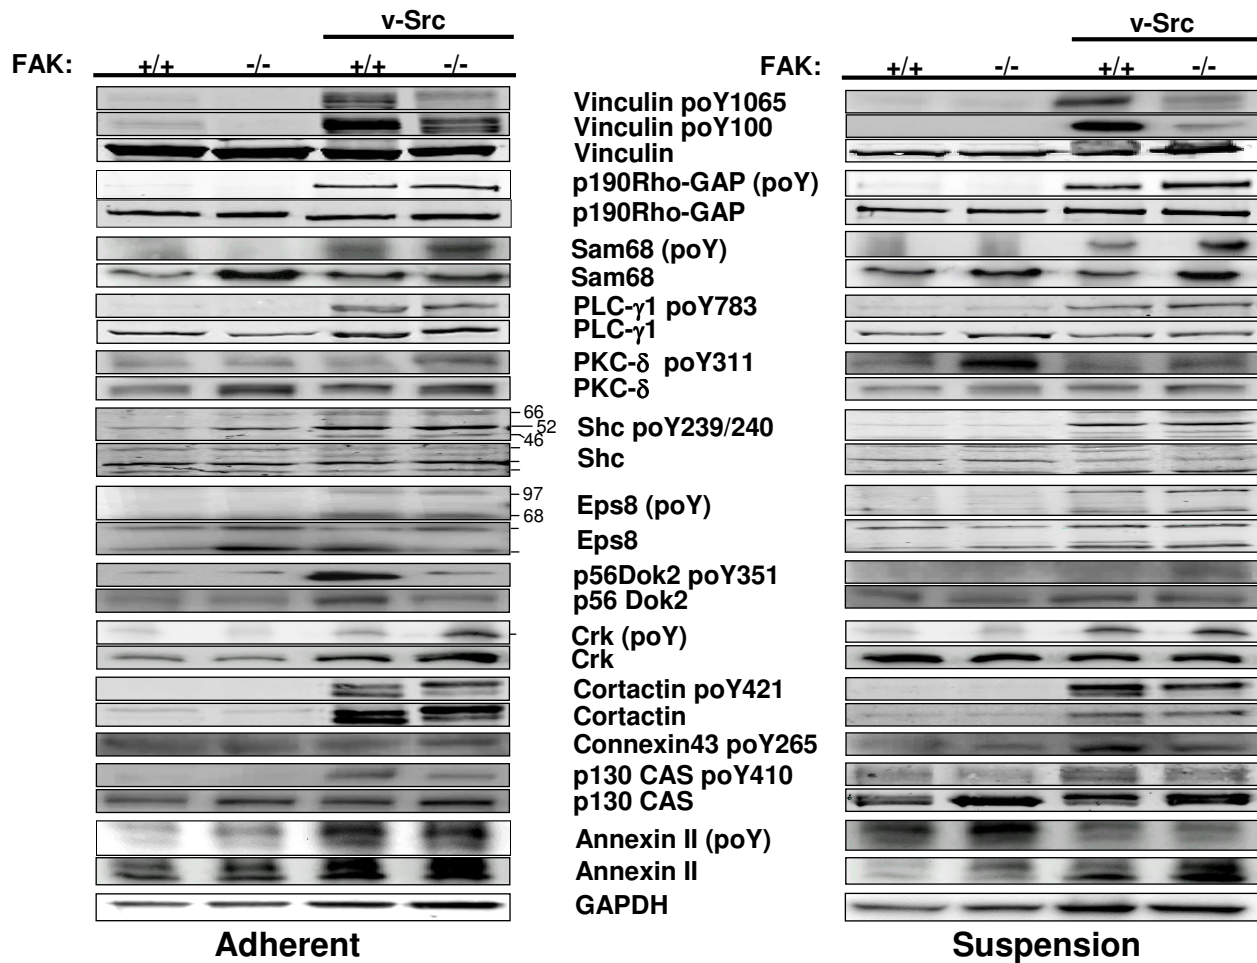 v-Src v-Src
FAK: +/+ -/- +/+ -/- FAK: +/+ -/- +/+ -/-
Vinculin poY1065
Vinculin poY100
Vinculin
p190Rho-GAP (poY)
p190Rho-GAP
Sam68 (poY)
Sam68
PLC-γ1 poY783
PLC-γ1
PKC-δ poY311
PKC-δ
66
52 Shc poY239/240
46
Shc
97
Eps8 (poY)
68
Eps8
p56Dok2 poY351
p56 Dok2
Crk (poY)
Crk
Cortactin poY421
Cortactin
Connexin43 poY265
p130 CAS poY410
p130 CAS
Annexin II (poY)
Annexin II
GAPDH
Adherent Suspension